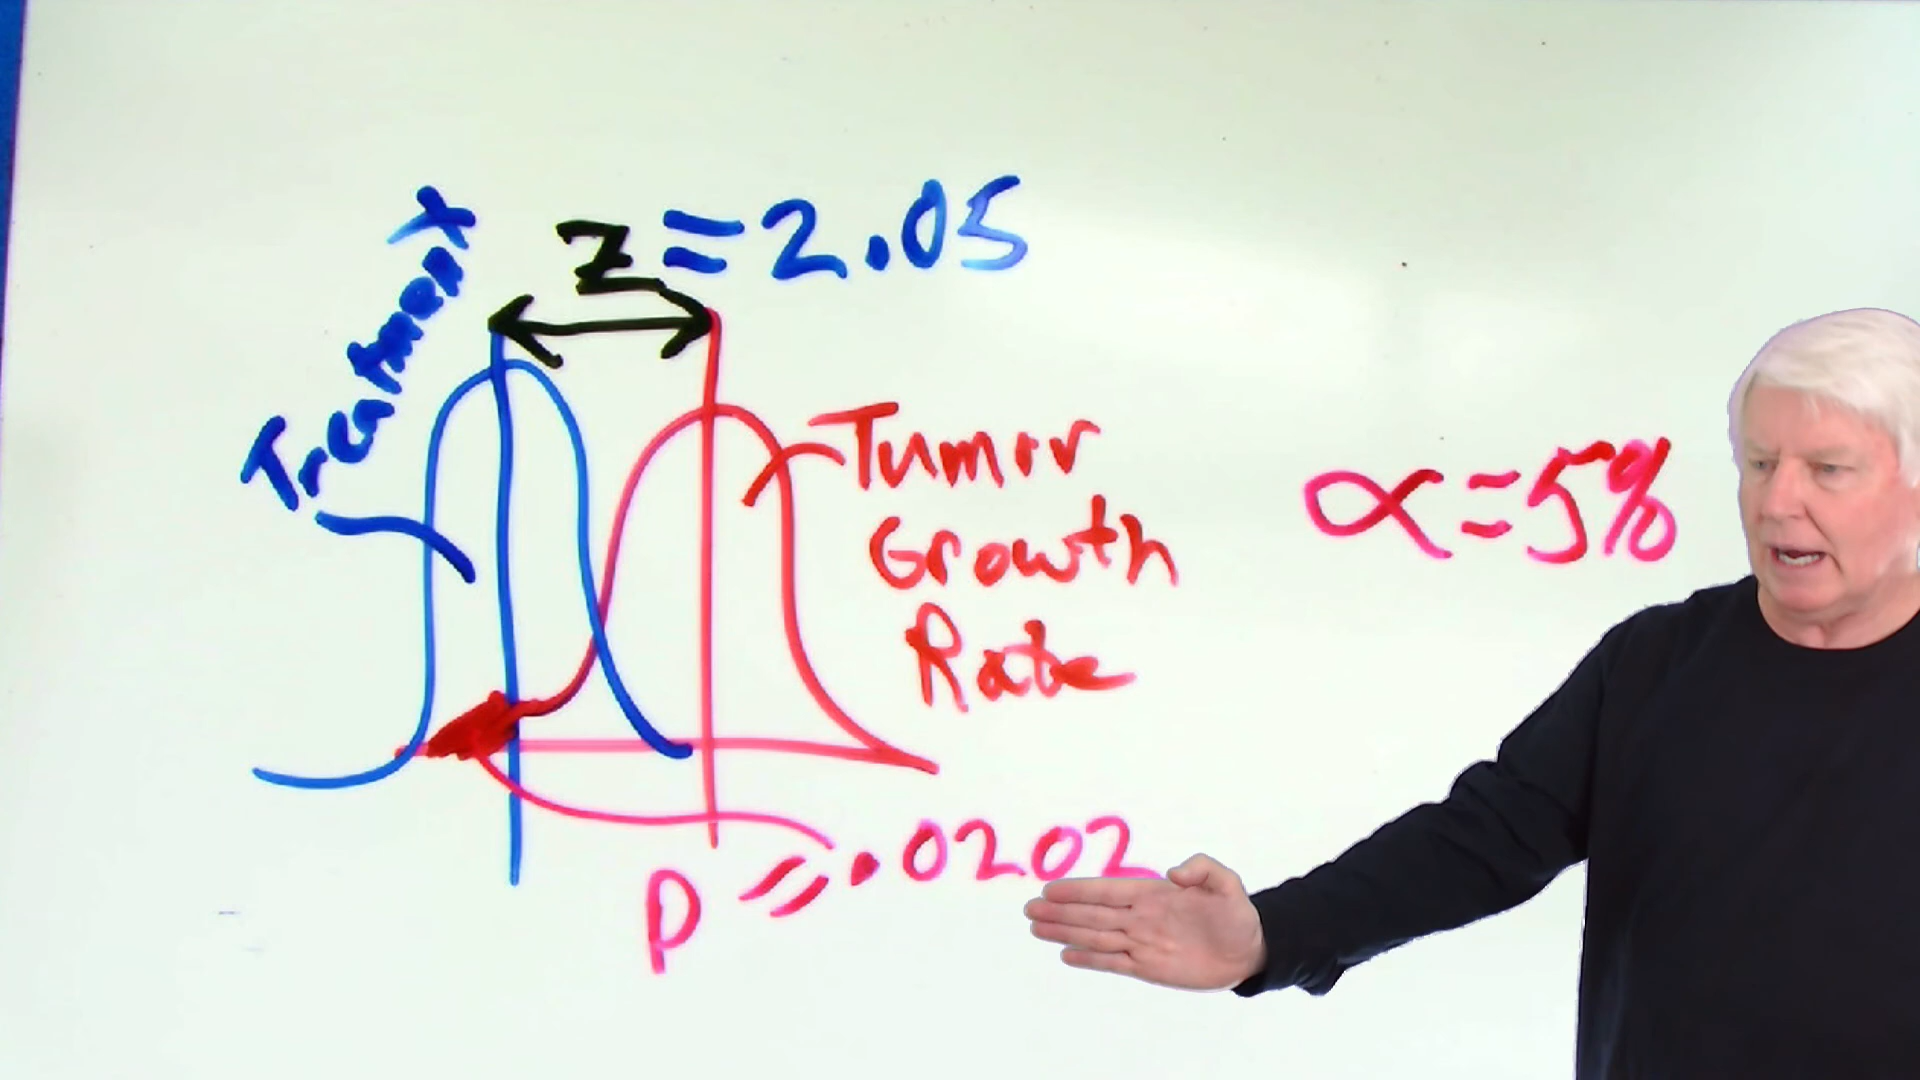 Treatment
Z = 2.05
Tumor
Growth
Rate
α = 5%
p = .0202